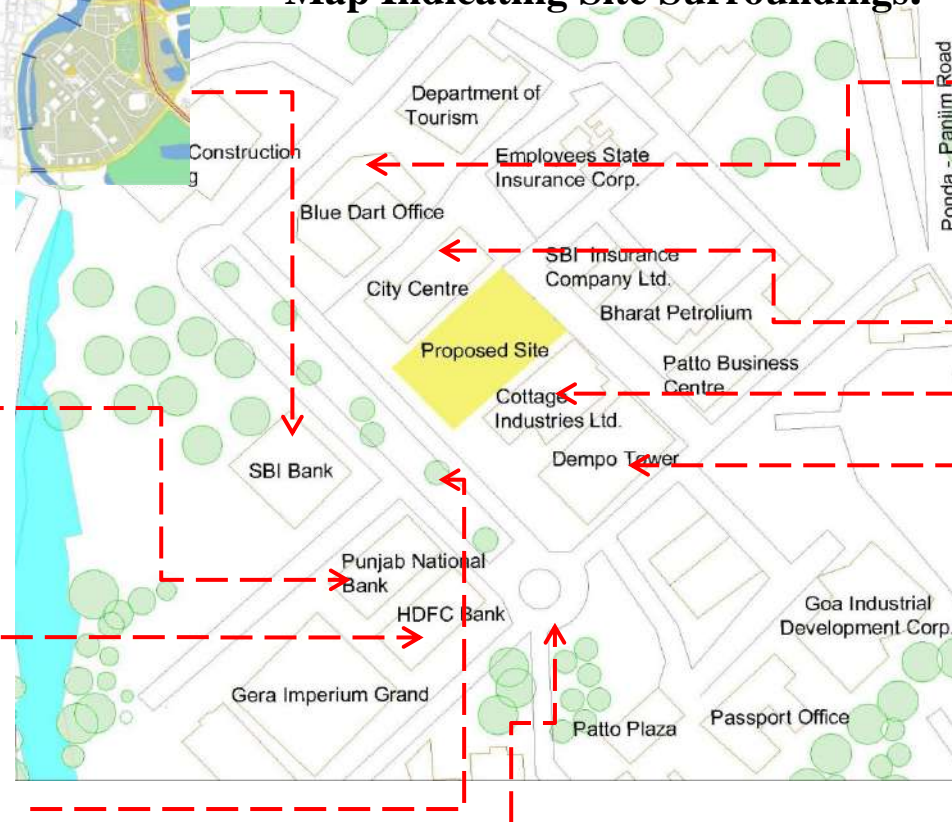 Map Indicating Site Surroundings.
Department of
Tourism
Ponda - Panjim Road
Construction
g
Employees State
Insurance Corp.
Blue Dart Office
SBI Insurance
Company Ltd.
City Centre
Bharat Petrolium
Proposed Site
Patto Business
Centre
Cottage
Industries Ltd.
Dempo Tower
SBI Bank
Punjab National
Bank
HDFC Bank
Goa Industrial
Development Corp
Gera Imperium Grand
Passport Office
Patto Plaza